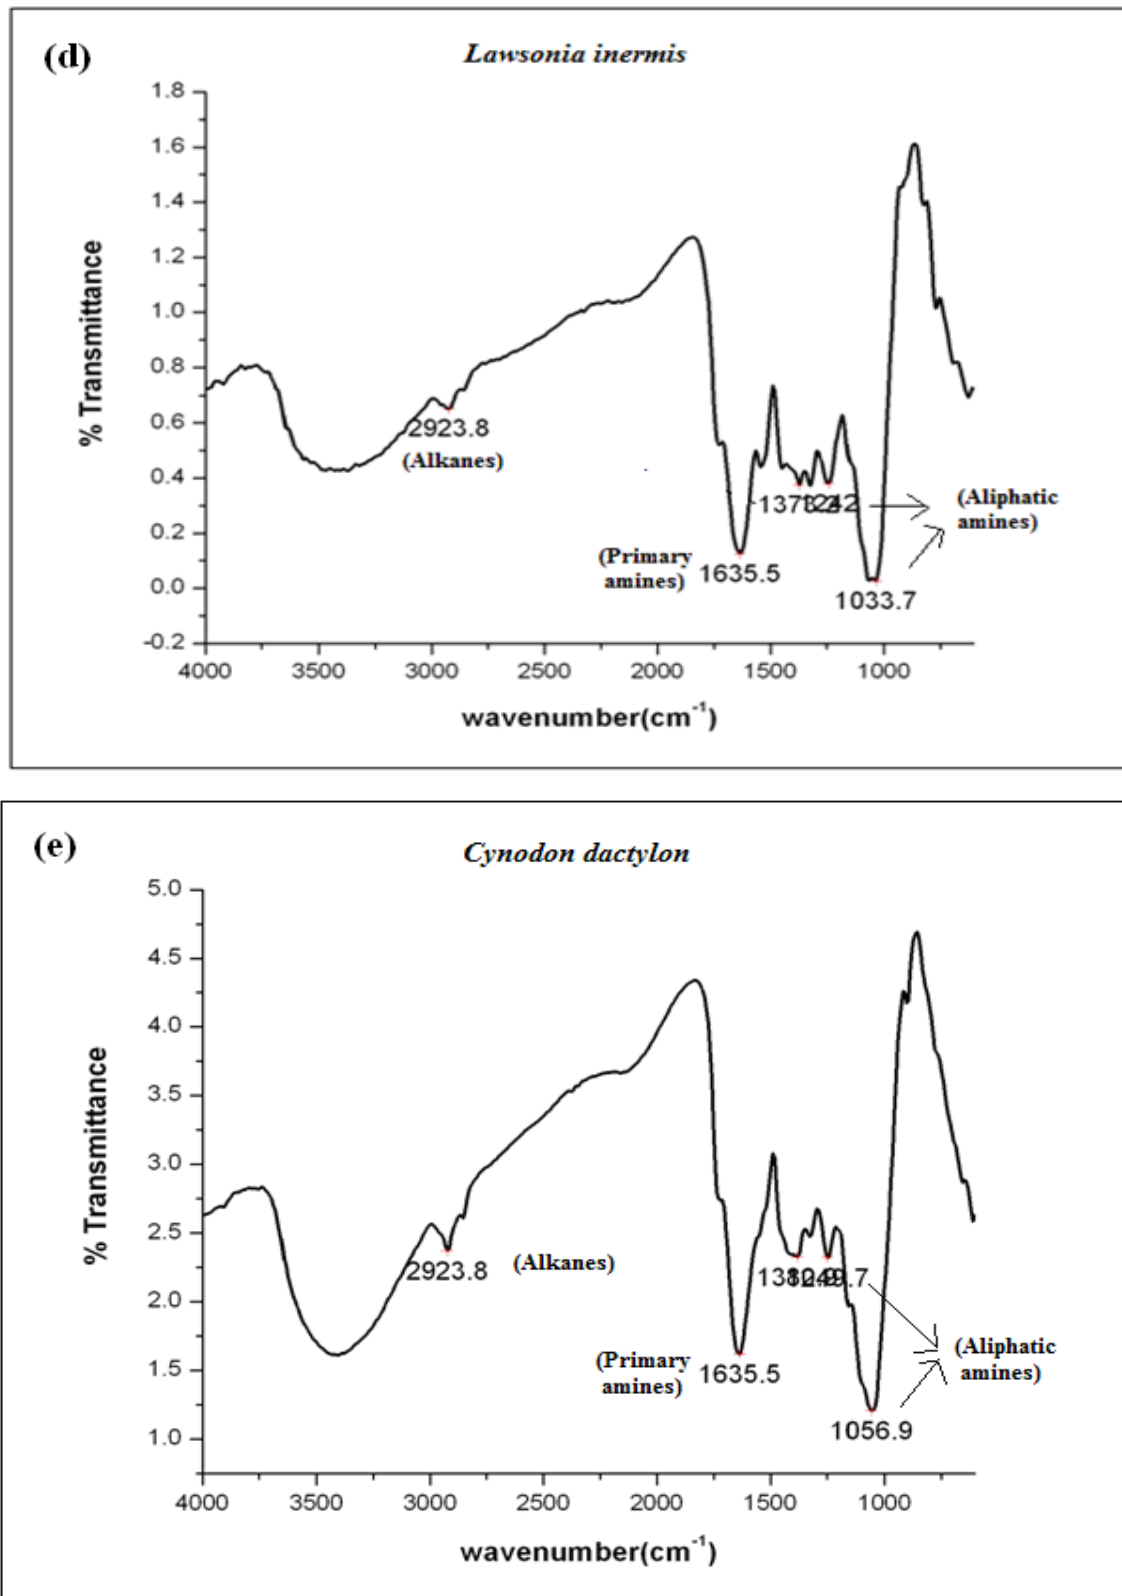 (d)
Lawsonia inermis
1.8
1.6
1.4
1.2
1.0
0.8
0.6
0.4
0.2
0.0
-0.2
% Transmittance
2923.8
(Alkanes)
(Primary
amines)
1635.5
1242
1033.7
(Aliphatic
amines)
4000 3500 3000 2500 2000 1500 1000
wavenumber(cm⁻¹)
(e)
Cynodon dactylon
5.0
4.5
4.0
3.5
3.0
2.5
2.0
1.5
1.0
% Transmittance
2923.8
(Alkanes)
(Primary
amines)
1635.5
1249.7
1056.9
(Aliphatic
amines)
4000 3500 3000 2500 2000 1500 1000
wavenumber(cm⁻¹)